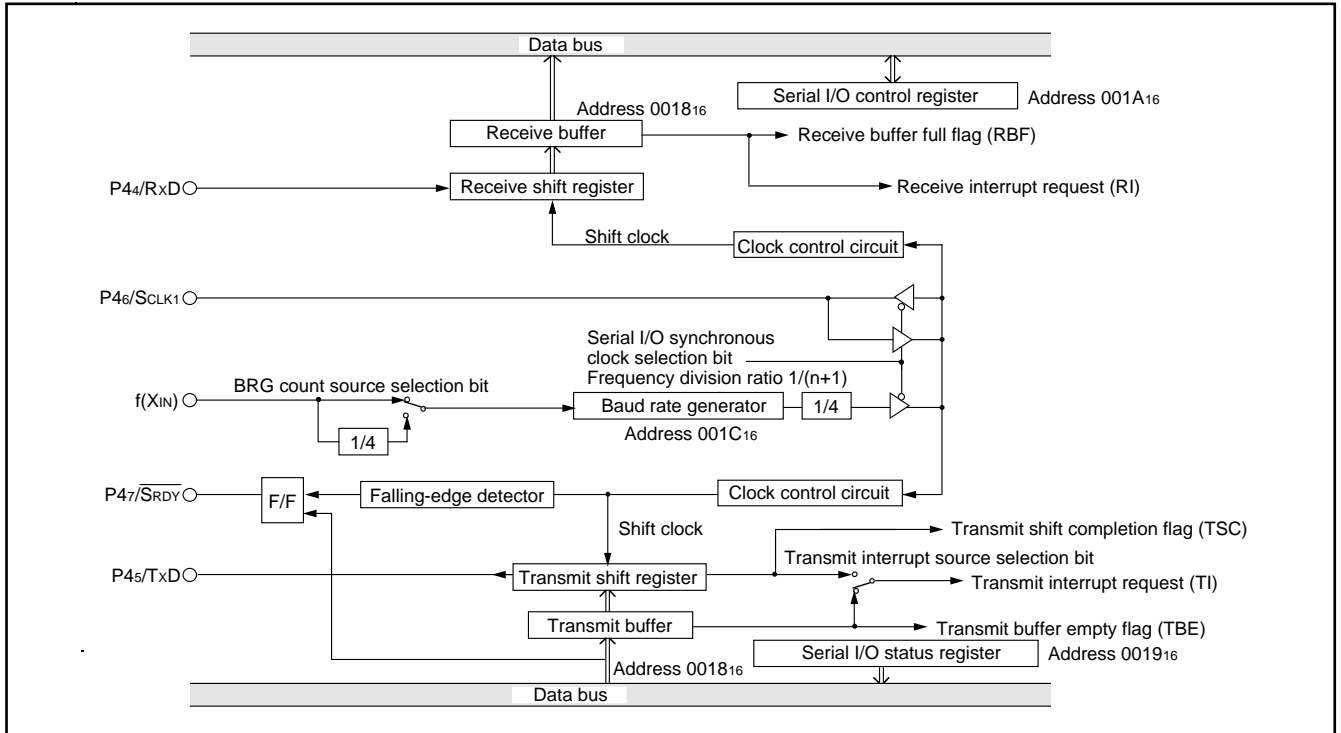 Data bus
Serial I/O control register
Address 001A₁₆
Address 0018₁₆
Receive buffer
Receive buffer full flag (RBF)
P4₄/RxD
Receive shift register
Receive interrupt request (RI)
Shift clock
Clock control circuit
P4₆/SCLK1
Serial I/O synchronous
clock selection bit
Frequency division ratio 1/(n+1)
BRG count source selection bit
f(XIN)
Baud rate generator
1/4
1/4
Address 001C₁₆
P4₇/S̅R̅D̅Y̅
F/F
Falling-edge detector
Clock control circuit
Shift clock
Transmit shift completion flag (TSC)
Transmit interrupt source selection bit
P4₅/TxD
Transmit shift register
Transmit interrupt request (TI)
Transmit buffer
Transmit buffer empty flag (TBE)
Address 0018₁₆
Serial I/O status register
Address 0019₁₆
Data bus